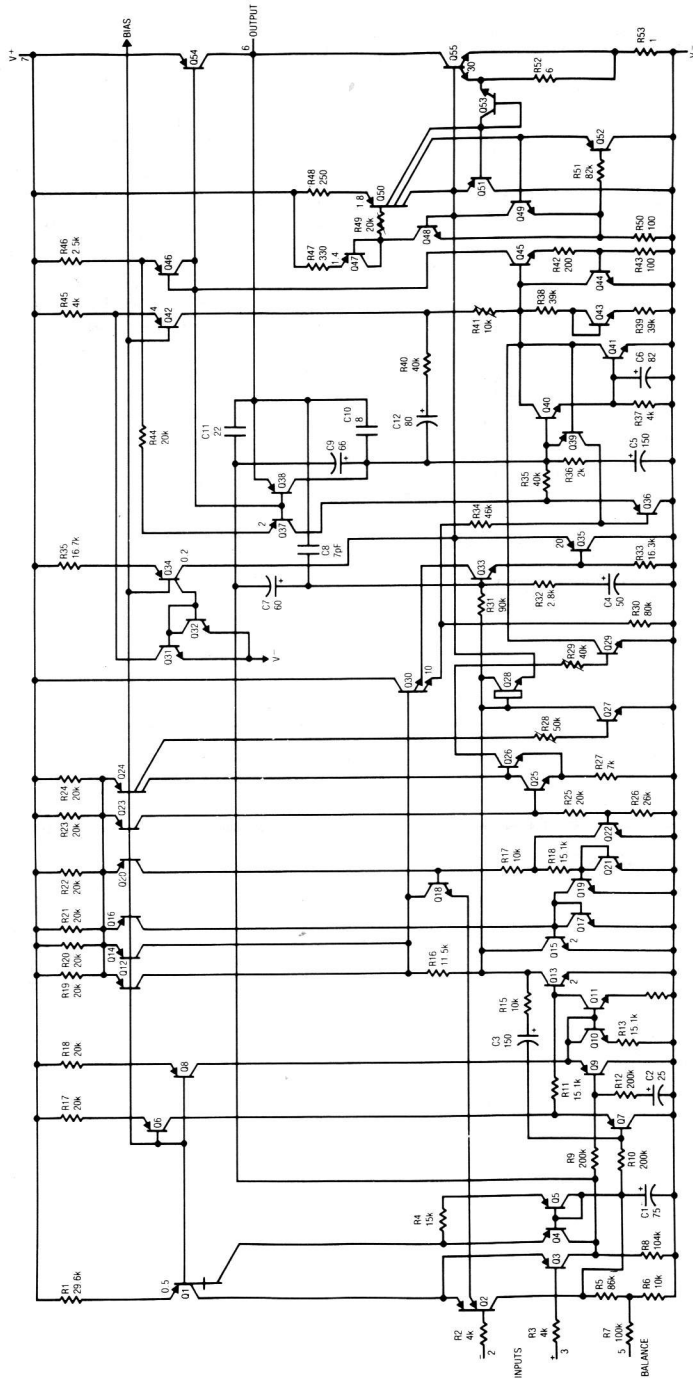 V+
7
R1
29.6k
0.5
Q1
R17
20k
Q6
R18
20k
Q8
R19
20k
Q12
R20
20k
Q14
R21
20k
Q16
R22
20k
Q20
R23
20k
Q23
R24
20k
Q24
Q31
Q32
V-
R35
16.7k
Q34
0.2
R44
20k
R45
4k
4
Q42
R46
2.5k
Q46
R47
330
1.4
Q47
R48
250
1.8
Q50
R49
20k
BIAS
Q54
6
OUTPUT
C11
22
C9
66
C10
8
2
Q37
Q38
C8
7pF
C7
60
R40
40k
C12
80
R41
10k
Q48
Q49
Q51
Q53
Q55
30
R52
6
R53
1
V-
R51
82k
Q52
R50
100
Q45
R42
200
Q44
R43
100
R38
39k
Q43
R39
39k
Q41
C6
82
Q40
Q39
R37
4k
R35
40k
R36
2k
C5
150
R34
46k
Q36
Q30
10
Q33
R31
90k
R32
2.8k
C4
50
20
Q35
R33
16.3k
R30
80k
Q28
R29
40k
Q29
R28
50k
Q27
Q26
Q25
R27
7k
R25
20k
R26
26k
Q22
R17
10k
R18
15.1k
Q21
Q19
Q17
Q15
2
Q18
R16
11.5k
C3
150
R15
10k
Q13
2
Q11
Q10
R13
15.1k
R11
15.1k
Q9
R12
200k
C2
25
R9
200k
Q7
R10
200k
R4
15k
Q5
Q4
C1
75
Q3
R8
104k
Q2
R5
86k
R6
10k
R2
4k
-
2
INPUTS
R3
4k
+
3
R7
100k
5
BALANCE